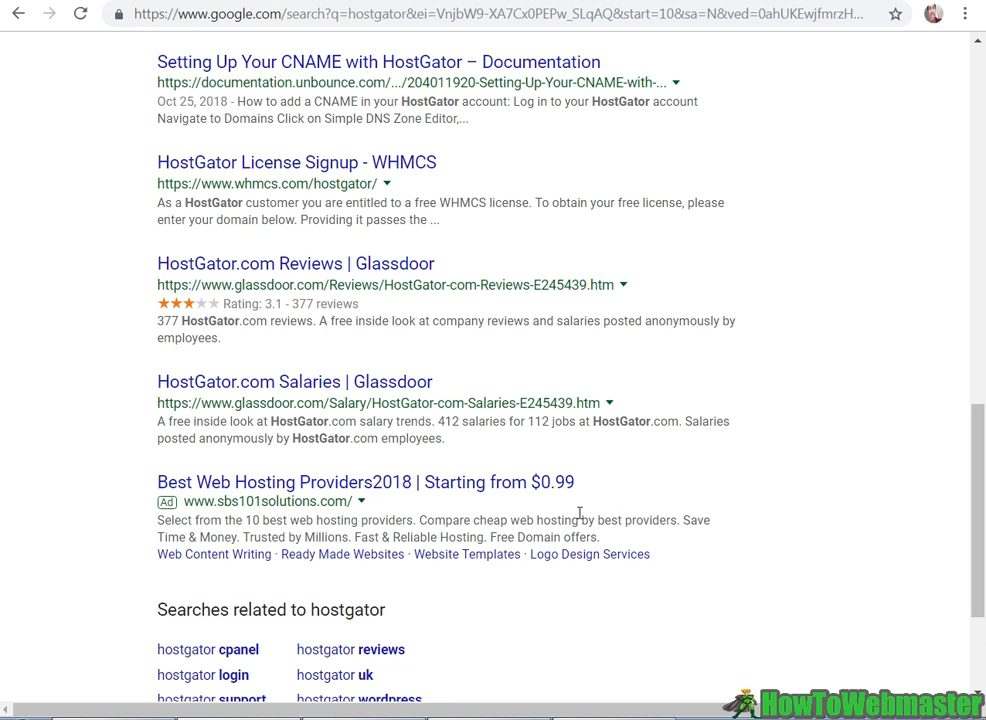 https://www.google.com/search?q=hostgator&ei=VnjbW9-XA7Cx0PEPw_SLqAQ&start=10&sa=N&ved=0ahUKEwjfmrzH...
Setting Up Your CNAME with HostGator – Documentation
https://documentation.unbounce.com/.../204011920-Setting-Up-Your-CNAME-with-...
Oct 25, 2018 - How to add a CNAME in your HostGator account: Log in to your HostGator account
Navigate to Domains Click on Simple DNS Zone Editor,...
HostGator License Signup - WHMCS
https://www.whmcs.com/hostgator/
As a HostGator customer you are entitled to a free WHMCS license. To obtain your free license, please
enter your domain below. Providing it passes the ...
HostGator.com Reviews | Glassdoor
https://www.glassdoor.com/Reviews/HostGator-com-Reviews-E245439.htm
Rating: 3.1 - 377 reviews
377 HostGator.com reviews. A free inside look at company reviews and salaries posted anonymously by
employees.
HostGator.com Salaries | Glassdoor
https://www.glassdoor.com/Salary/HostGator-com-Salaries-E245439.htm
A free inside look at HostGator.com salary trends. 412 salaries for 112 jobs at HostGator.com. Salaries
posted anonymously by HostGator.com employees.
Best Web Hosting Providers2018 | Starting from $0.99
Ad www.sbs101solutions.com/
Select from the 10 best web hosting providers. Compare cheap web hosting by best providers. Save
Time & Money. Trusted by Millions. Fast & Reliable Hosting. Free Domain offers.
Web Content Writing · Ready Made Websites · Website Templates · Logo Design Services
Searches related to hostgator
hostgator cpanel hostgator reviews
hostgator login hostgator uk
hostgator support hostgator wordpress
HowToWebmaster